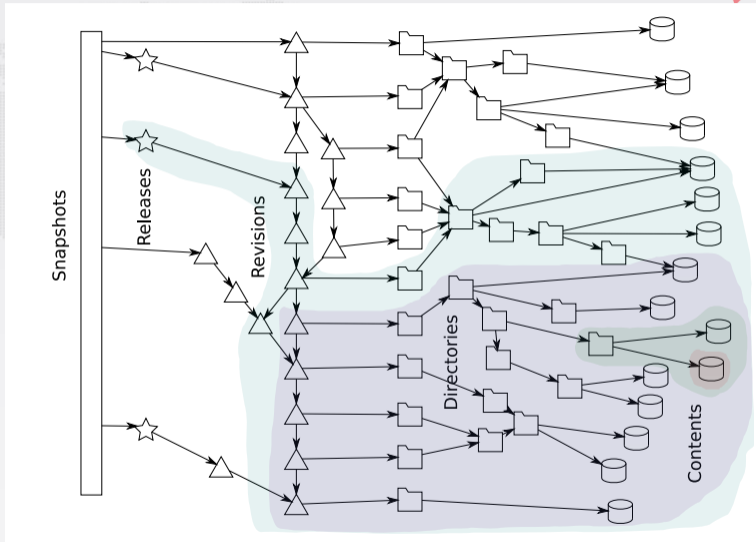 Snapshots
Releases
Revisions
Directories
Contents